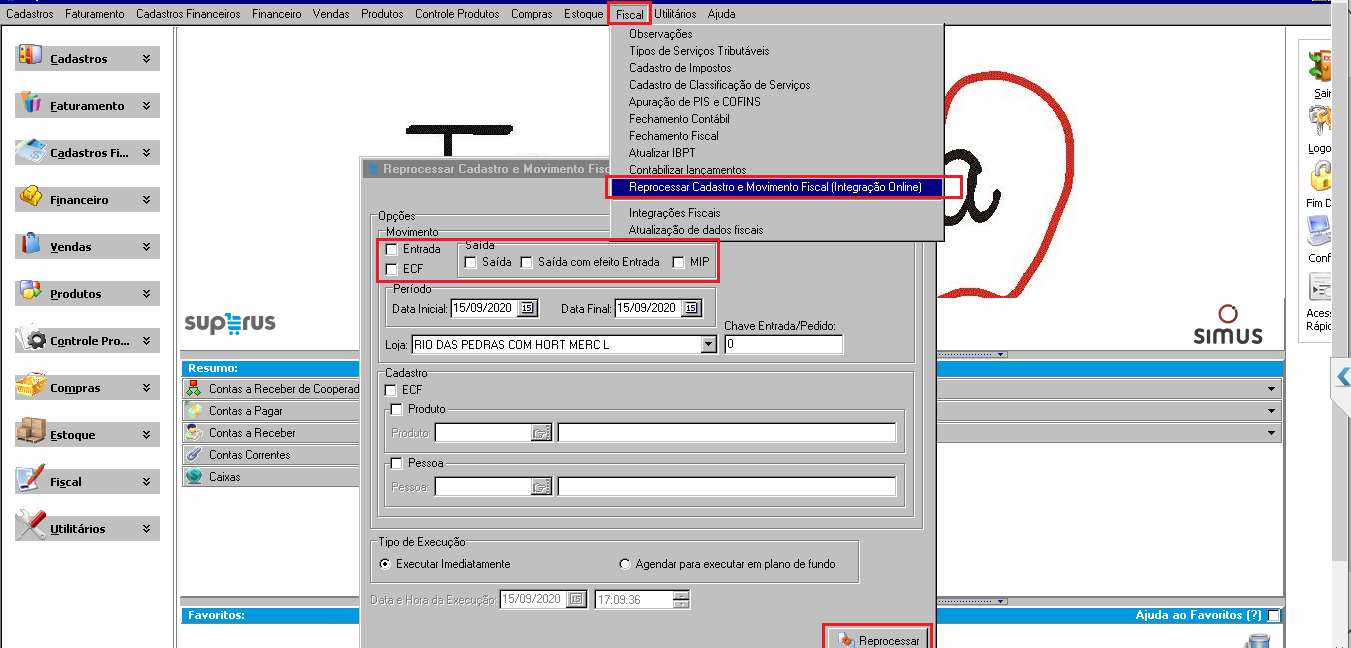 Cadastros Faturamento Cadastros Financeiros Financeiro Vendas Produtos Controle Produtos Compras Estoque Fiscal Utilitários Ajuda
Observações
Tipos de Serviços Tributáveis
Cadastro de Impostos
Cadastro de Classificação de Serviços
Apuração de PIS e COFINS
Fechamento Contábil
Fechamento Fiscal
Atualizar IBPT
Contabilizar lançamentos
Reprocessar Cadastro e Movimento Fiscal (Integração Online)
Integrações Fiscais
Atualização de dados fiscais
Cadastros
Faturamento
Cadastros Fi...
Financeiro
Vendas
Produtos
Controle Pro...
Compras
Estoque
Fiscal
Utilitários
superus
sımus
Resumo:
Contas a Receber de Cooperad
Contas a Pagar
Contas a Receber
Contas Correntes
Caixas
Favoritos:
Ajuda ao Favoritos (?)
Reprocessar Cadastro e Movimento Fisc
Opções
Movimento
Entrada
ECF
Saída
Saída Saída com efeito Entrada MIP
Período
Data Inicial: 15/09/2020 15 Data Final: 15/09/2020 15
Chave Entrada/Pedido:
Loja: RIO DAS PEDRAS COM HORT MERC L 0
Cadastro
ECF
Produto
Produto:
Pessoa
Pessoa:
Tipo de Execução
Executar Imediatamente Agendar para executar em plano de fundo
Data e Hora da Execução: 15/09/2020 15 17:09:36
Reprocessar
Sair
Logo
Fim D
Conf
Aces
Rápic